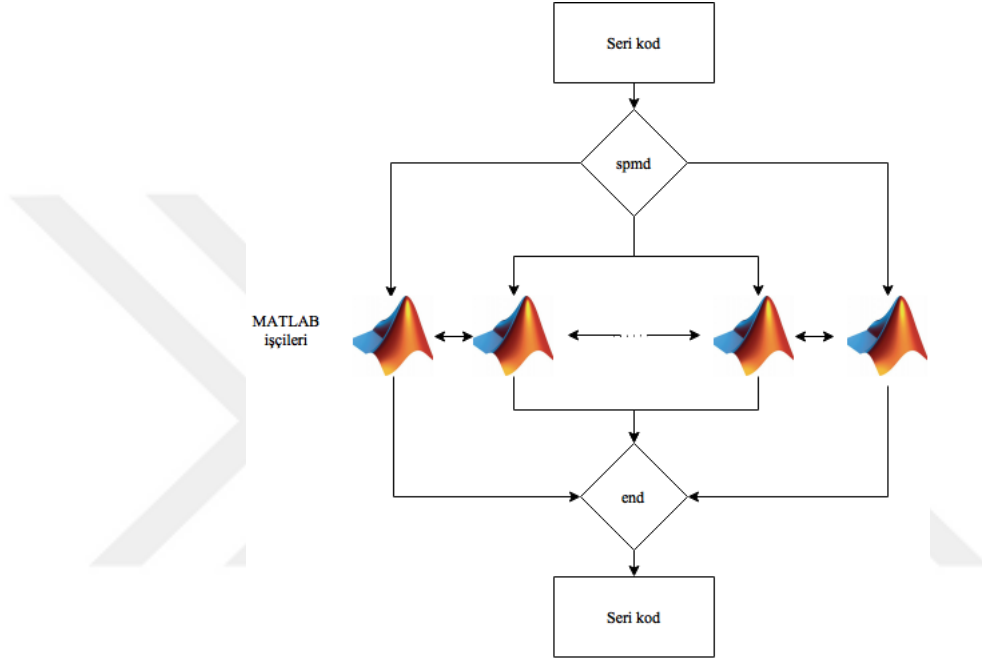 Seri kod
spmd
MATLAB
işçileri
end
Seri kod